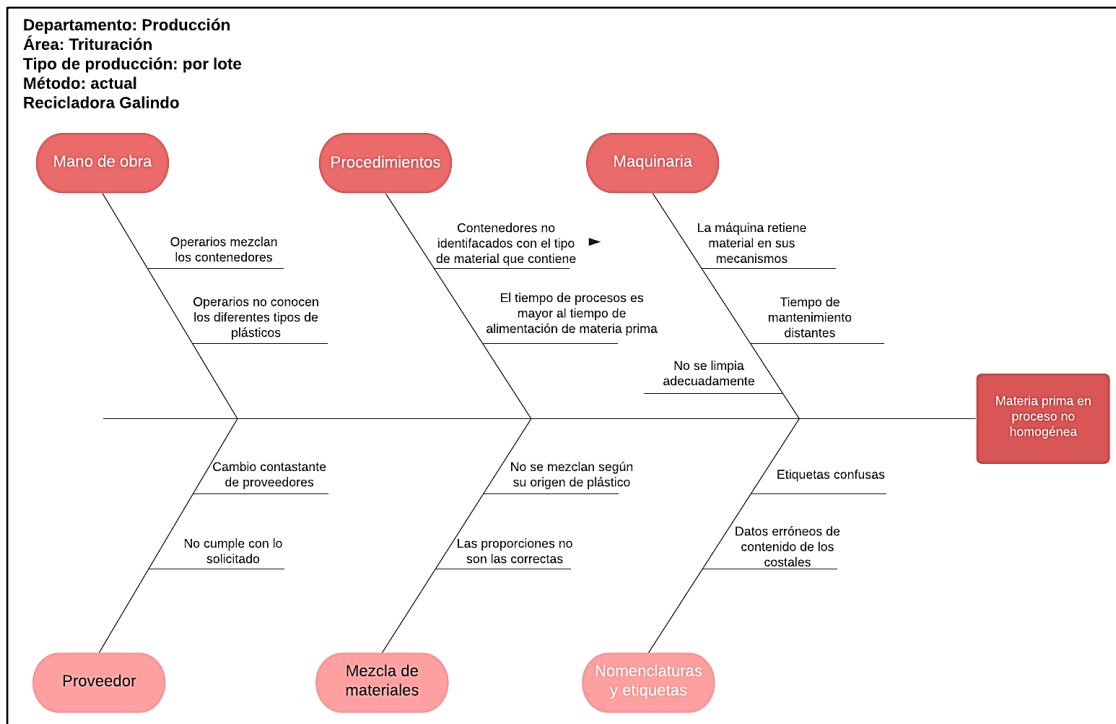 Departamento: Producción
Área: Trituración
Tipo de producción: por lote
Método: actual
Recicladora Galindo
Mano de obra
Procedimientos
Maquinaria
Operarios mezclan
los contenedores
Operarios no conocen
los diferentes tipos de
plásticos
Contenedores no
identifacados con el tipo
de material que contiene
El tiempo de procesos es
mayor al tiempo de
alimentación de materia prima
La máquina retiene
material en sus
mecanismos
Tiempo de
mantenimiento
distantes
No se limpia
adecuadamente
Materia prima en
proceso no
homogénea
Cambio contastante
de proveedores
No cumple con lo
solicitado
No se mezclan según
su origen de plástico
Las proporciones no
son las correctas
Etiquetas confusas
Datos erróneos de
contenido de los
costales
Proveedor
Mezcla de
materiales
Nomenclaturas
y etiquetas